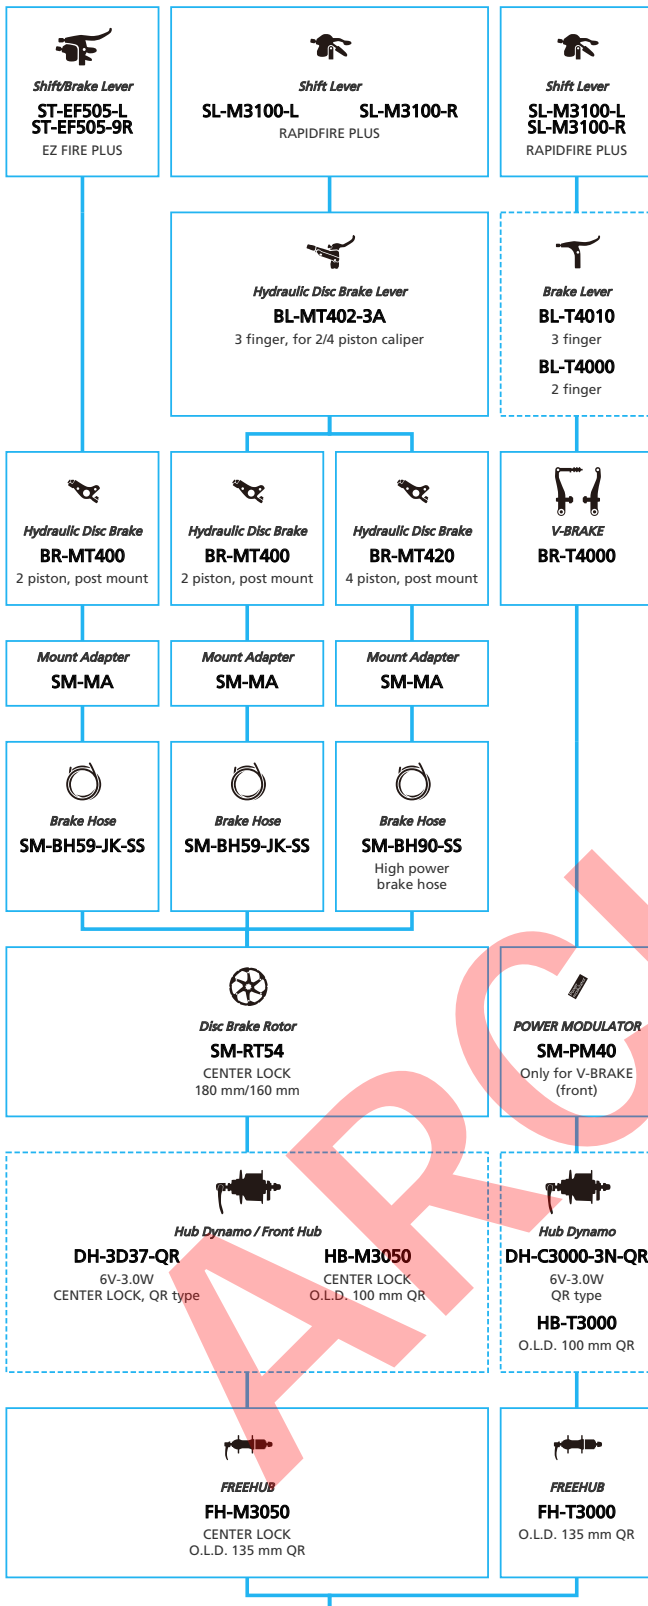 Shift/Brake Lever
ST-EF505-L
ST-EF505-9R
EZ FIRE PLUS
Shift Lever
SL-M3100-L SL-M3100-R
RAPIDFIRE PLUS
Shift Lever
SL-M3100-L
SL-M3100-R
RAPIDFIRE PLUS
Hydraulic Disc Brake Lever
BL-MT402-3A
3 finger, for 2/4 piston caliper
Brake Lever
BL-T4010
3 finger
BL-T4000
2 finger
Hydraulic Disc Brake
BR-MT400
2 piston, post mount
Hydraulic Disc Brake
BR-MT400
2 piston, post mount
Hydraulic Disc Brake
BR-MT420
4 piston, post mount
V-BRAKE
BR-T4000
Mount Adapter
SM-MA
Mount Adapter
SM-MA
Mount Adapter
SM-MA
Brake Hose
SM-BH59-JK-SS
Brake Hose
SM-BH59-JK-SS
Brake Hose
SM-BH90-SS
High power
brake hose
Disc Brake Rotor
SM-RT54
CENTER LOCK
180 mm/160 mm
POWER MODULATOR
SM-PM40
Only for V-BRAKE
(front)
Hub Dynamo / Front Hub
DH-3D37-QR
6V-3.0W
CENTER LOCK, QR type
HB-M3050
CENTER LOCK
O.L.D. 100 mm QR
Hub Dynamo
DH-C3000-3N-QR
6V-3.0W
QR type
HB-T3000
O.L.D. 100 mm QR
FREEHUB
FH-M3050
CENTER LOCK
O.L.D. 135 mm QR
FREEHUB
FH-T3000
O.L.D. 135 mm QR